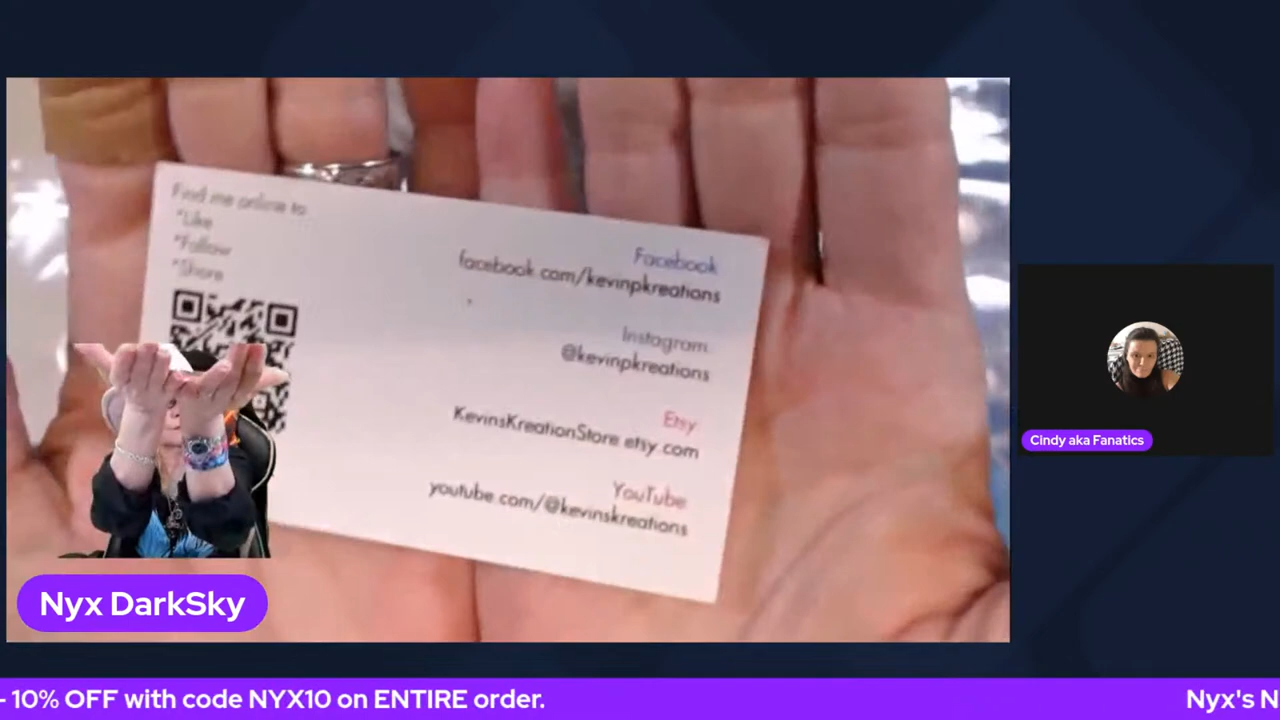 Find me online to:
*Like
*Follow
*Share
Facebook
facebook.com/kevinpkreations
Instagram
@kevinpkreations
Etsy
KevinsKreationStore.etsy.com
YouTube
youtube.com/@kevinskreations
Nyx DarkSky
Cindy aka Fanatics
- 10% OFF with code NYX10 on ENTIRE order.
Nyx's N